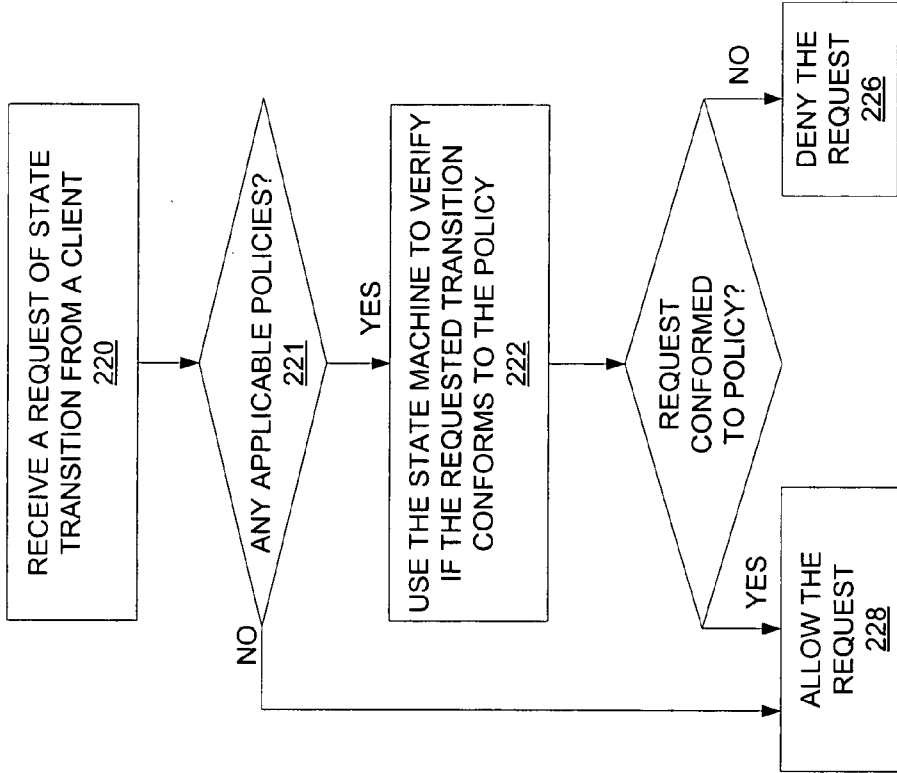 RECEIVE A REQUEST OF STATE
TRANSITION FROM A CLIENT
220
ANY APPLICABLE POLICIES?
221
NO
YES
USE THE STATE MACHINE TO VERIFY
IF THE REQUESTED TRANSITION
CONFORMS TO THE POLICY
222
REQUEST
CONFORMED
TO POLICY?
YES
NO
ALLOW THE
REQUEST
228
DENY THE
REQUEST
226